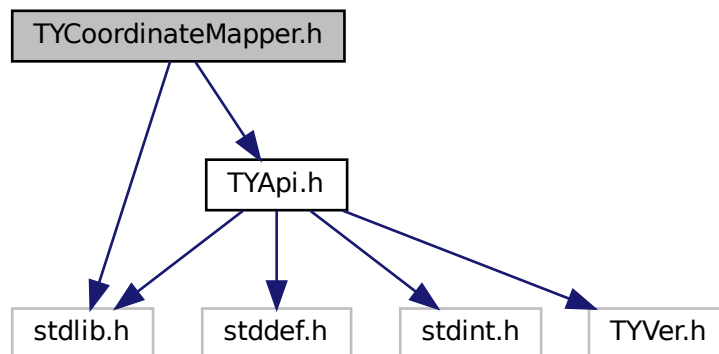 TYCoordinateMapper.h
TYApi.h
stdlib.h
stddef.h
stdint.h
TYVer.h